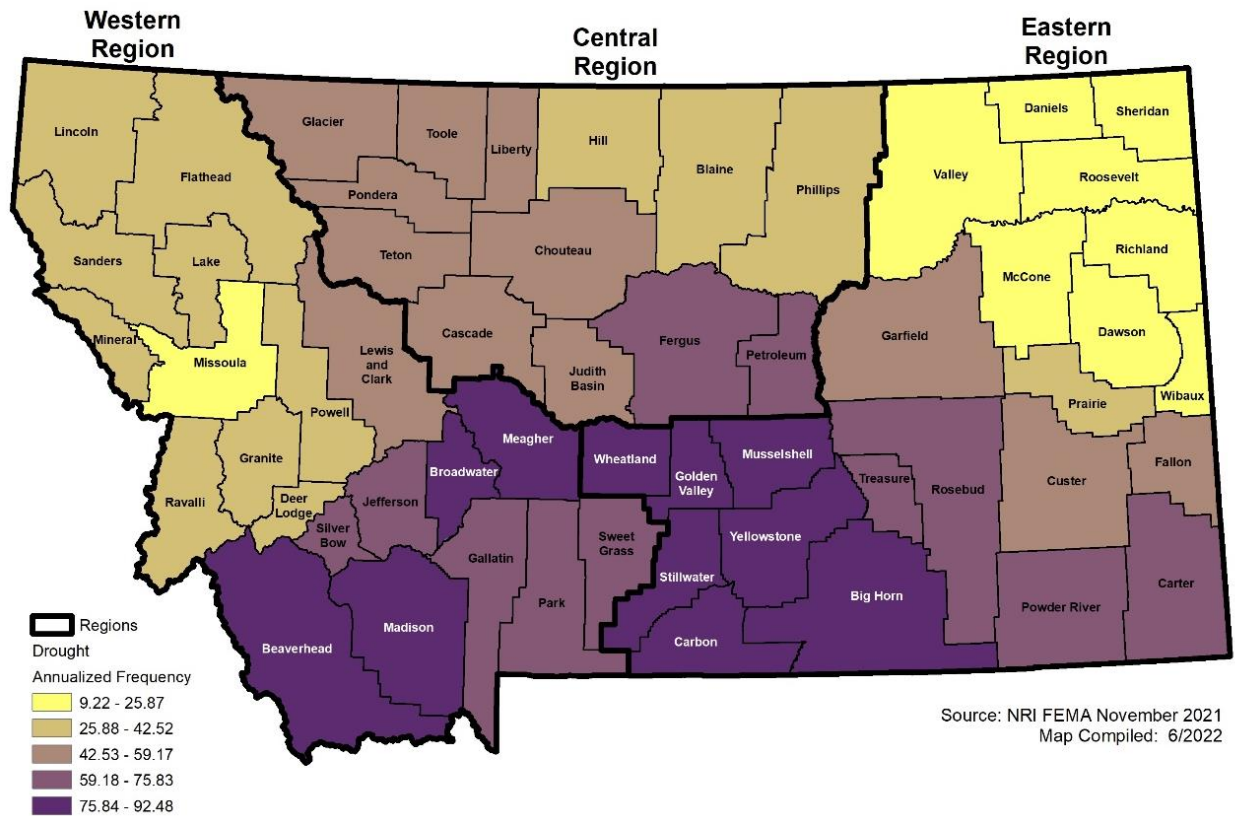 Western
Region
Central
Region
Eastern
Region
Lincoln
Flathead
Glacier
Toole
Liberty
Hill
Blaine
Phillips
Valley
Daniels
Sheridan
Roosevelt
Pondera
Teton
Chouteau
Sanders
Lake
McCone
Richland
Mineral
Missoula
Lewis
and
Clark
Cascade
Judith
Basin
Fergus
Petroleum
Garfield
Dawson
Wibaux
Prairie
Powell
Granite
Ravalli
Deer
Lodge
Silver
Bow
Jefferson
Broadwater
Meagher
Wheatland
Golden
Valley
Musselshell
Treasure
Rosebud
Custer
Fallon
Gallatin
Park
Sweet
Grass
Stillwater
Yellowstone
Big Horn
Carbon
Powder River
Carter
Beaverhead
Madison
Regions
Drought
Annualized Frequency
9.22 - 25.87
25.88 - 42.52
42.53 - 59.17
59.18 - 75.83
75.84 - 92.48
Source: NRI FEMA November 2021
Map Compiled: 6/2022